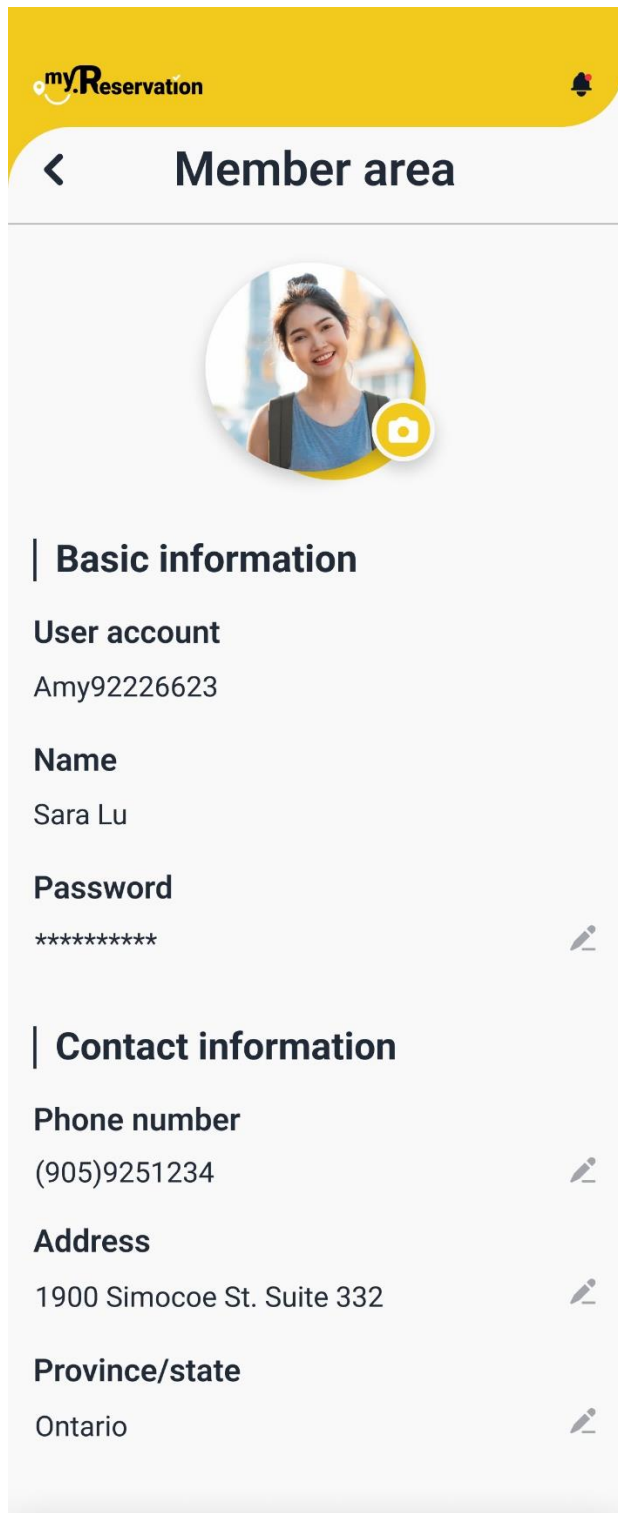 my.Reservation
Member area
Basic information
User account
Amy92226623
Name
Sara Lu
Password
**********
Contact information
Phone number
(905)9251234
Address
1900 Simocoe St. Suite 332
Province/state
Ontario